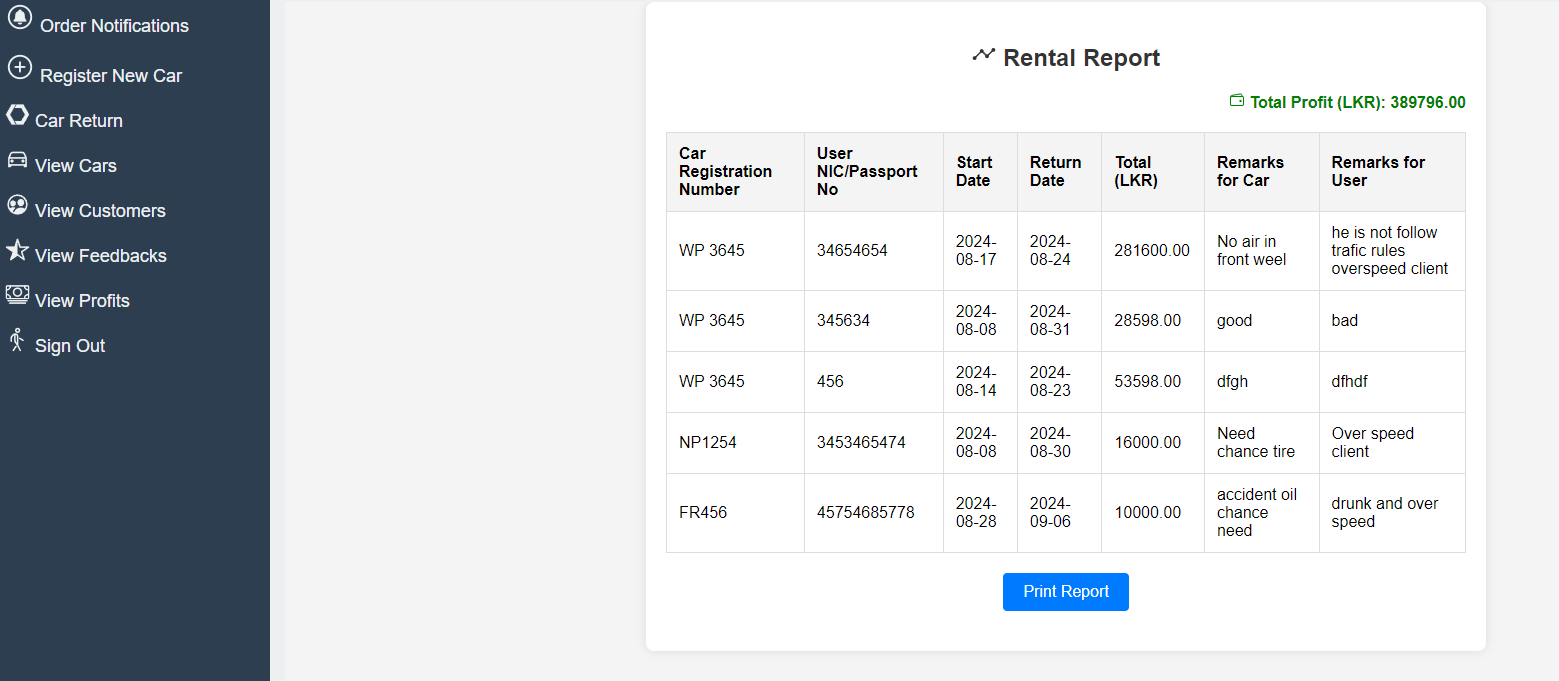 Order Notifications
Register New Car
Car Return
View Cars
View Customers
View Feedbacks
View Profits
Sign Out
Rental Report
Total Profit (LKR): 389796.00
Car
Registration
Number
User
NIC/Passport
No
Start
Date
Return
Date
Total
(LKR)
Remarks
for Car
Remarks for
User
WP 3645
34654654
2024-
08-17
2024-
08-24
281600.00
No air in
front weel
he is not follow
trafic rules
overspeed client
WP 3645
345634
2024-
08-08
2024-
08-31
28598.00
good
bad
WP 3645
456
2024-
08-14
2024-
08-23
53598.00
dfgh
dfhdf
NP1254
3453465474
2024-
08-08
2024-
08-30
16000.00
Need
chance tire
Over speed
client
FR456
45754685778
2024-
08-28
2024-
09-06
10000.00
accident oil
chance
need
drunk and over
speed
Print Report